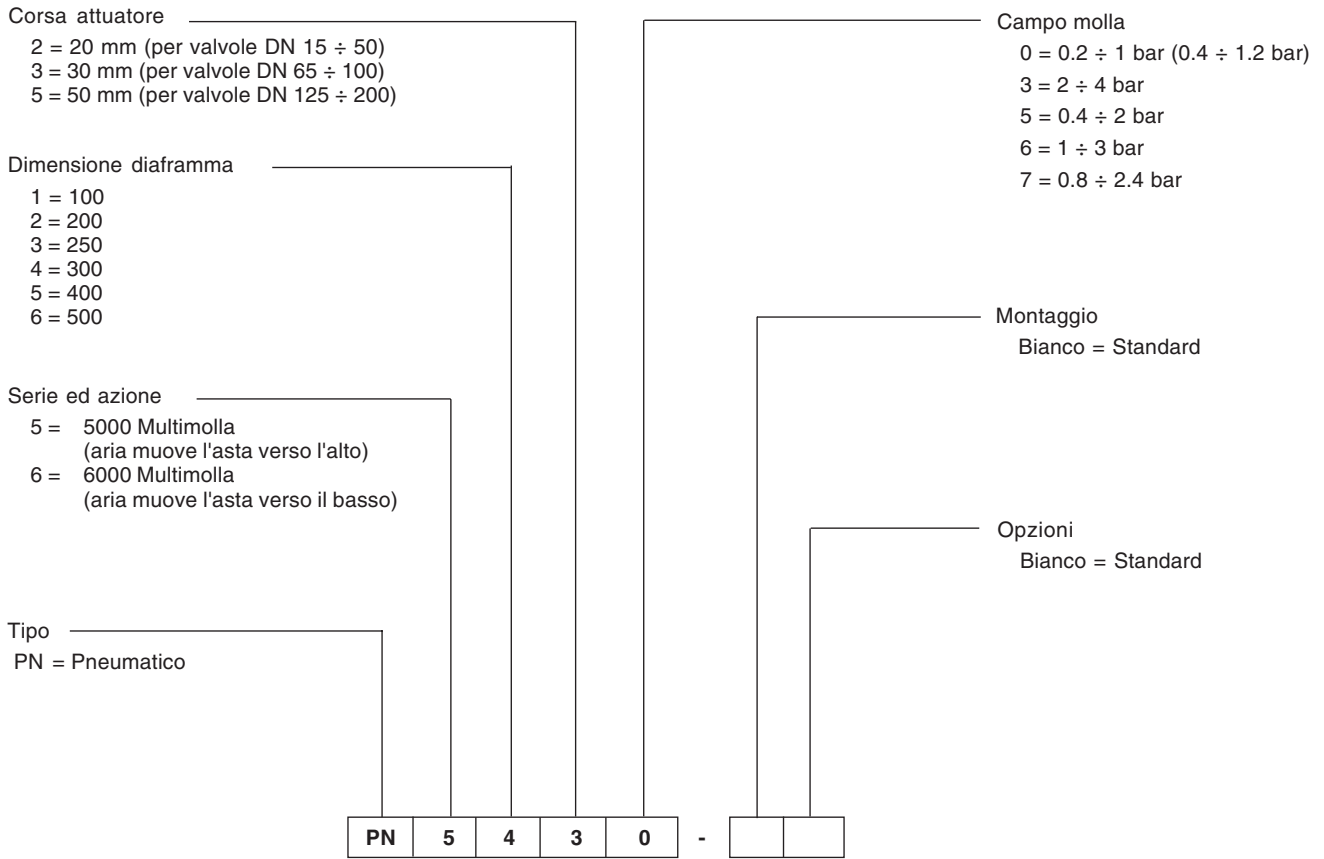 Corsa attuatore
2 = 20 mm (per valvole DN 15 ÷ 50)
3 = 30 mm (per valvole DN 65 ÷ 100)
5 = 50 mm (per valvole DN 125 ÷ 200)
Dimensione diaframma
1 = 100
2 = 200
3 = 250
4 = 300
5 = 400
6 = 500
Serie ed azione
5 = 5000 Multimolla
(aria muove l'asta verso l'alto)
6 = 6000 Multimolla
(aria muove l'asta verso il basso)
Tipo
PN = Pneumatico
Campo molla
0 = 0.2 ÷ 1 bar (0.4 ÷ 1.2 bar)
3 = 2 ÷ 4 bar
5 = 0.4 ÷ 2 bar
6 = 1 ÷ 3 bar
7 = 0.8 ÷ 2.4 bar
Montaggio
Bianco = Standard
Opzioni
Bianco = Standard
PN 5 4 3 0 -